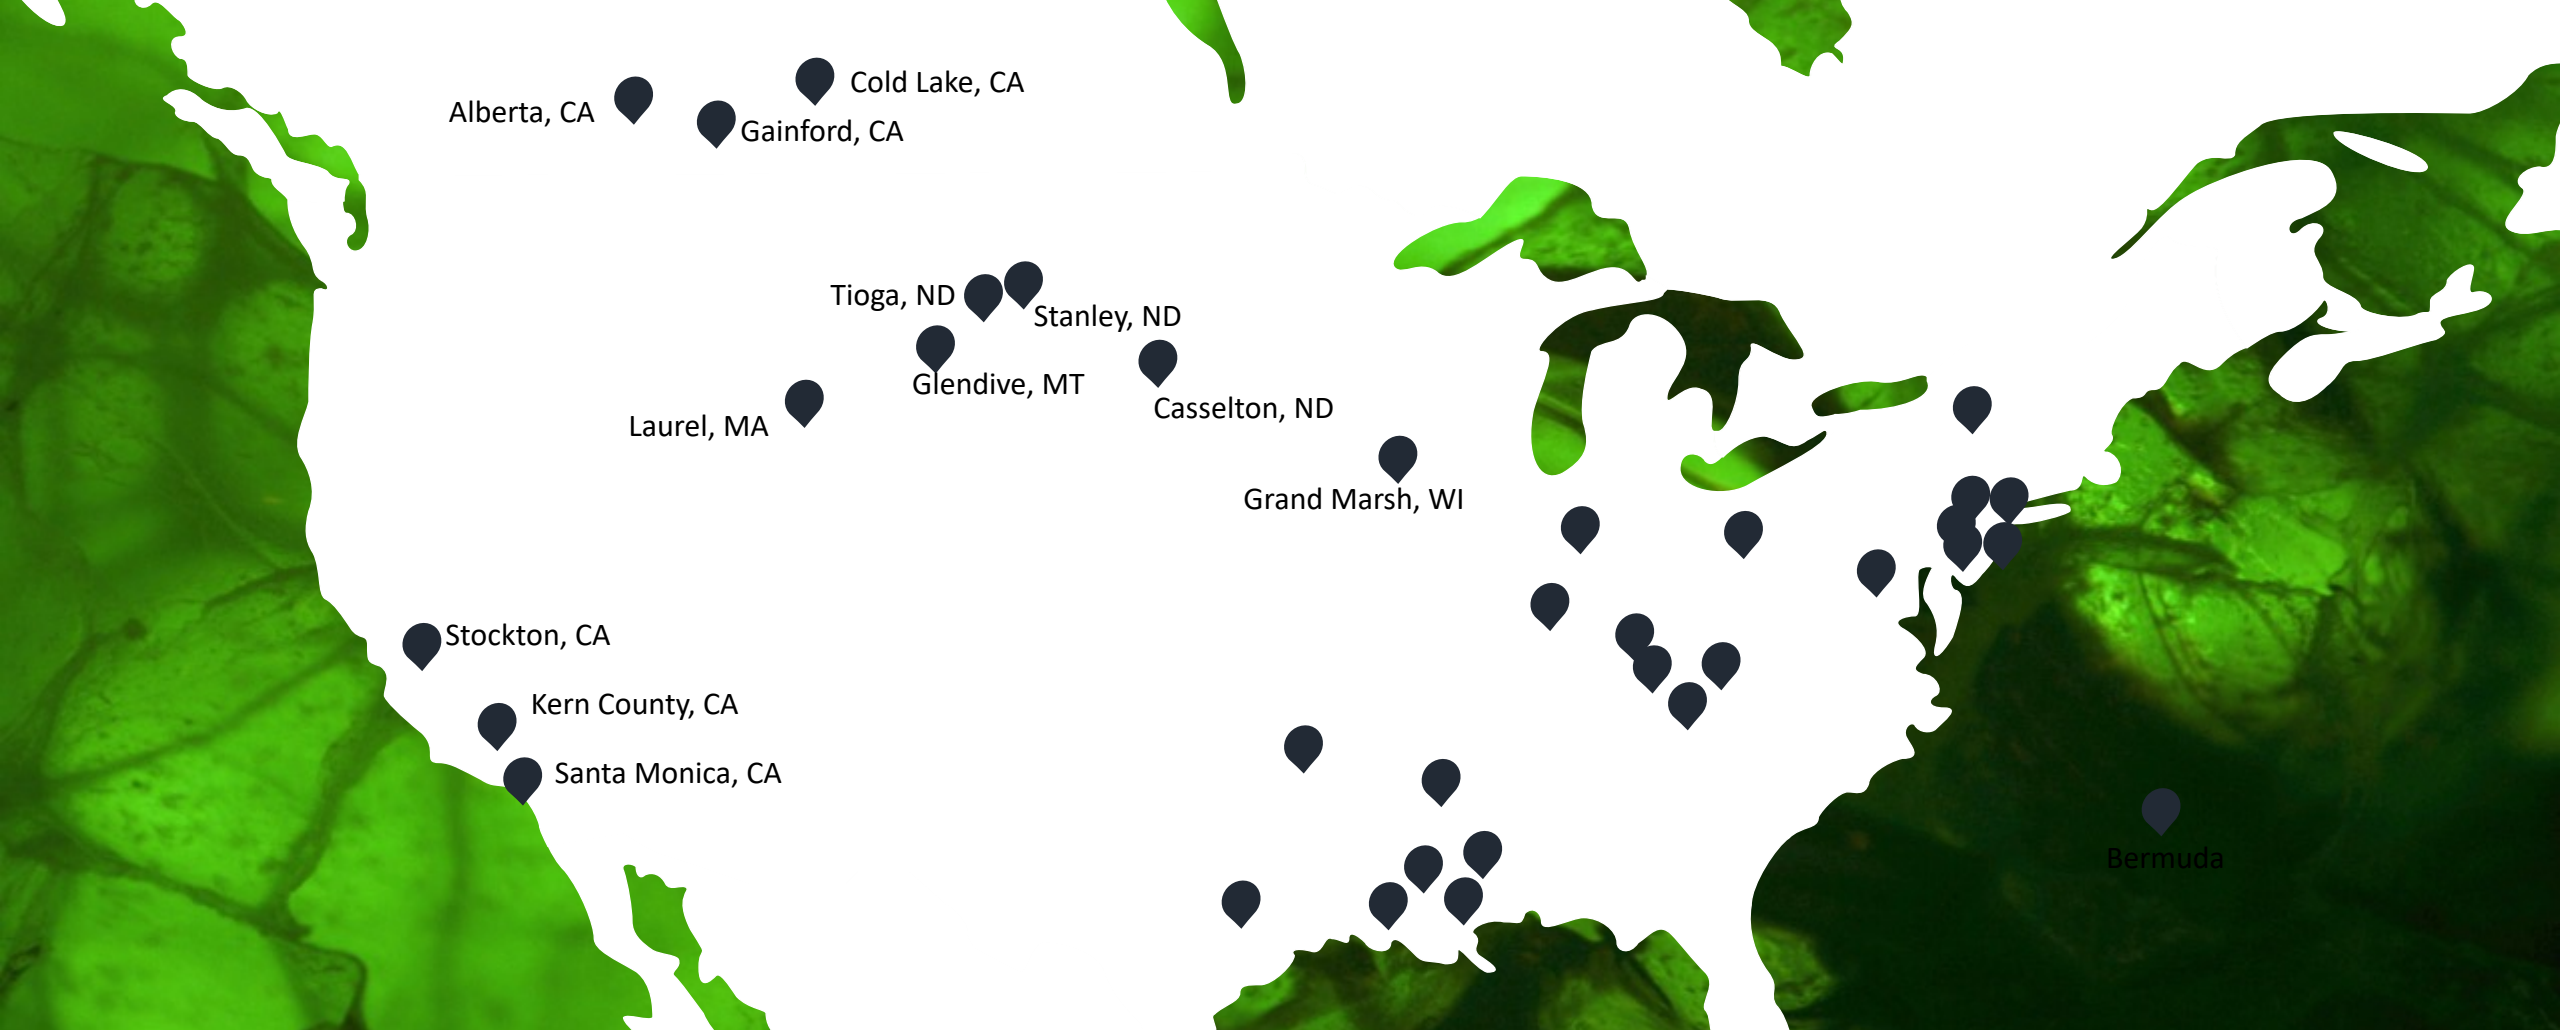 Cold Lake, CA
Alberta, CA
Gainford, CA
Tioga, ND
Stanley, ND
Glendive, MT
Casselton, ND
Laurel, MA
Grand Marsh, WI
Stockton, CA
Kern County, CA
Santa Monica, CA
Bermuda